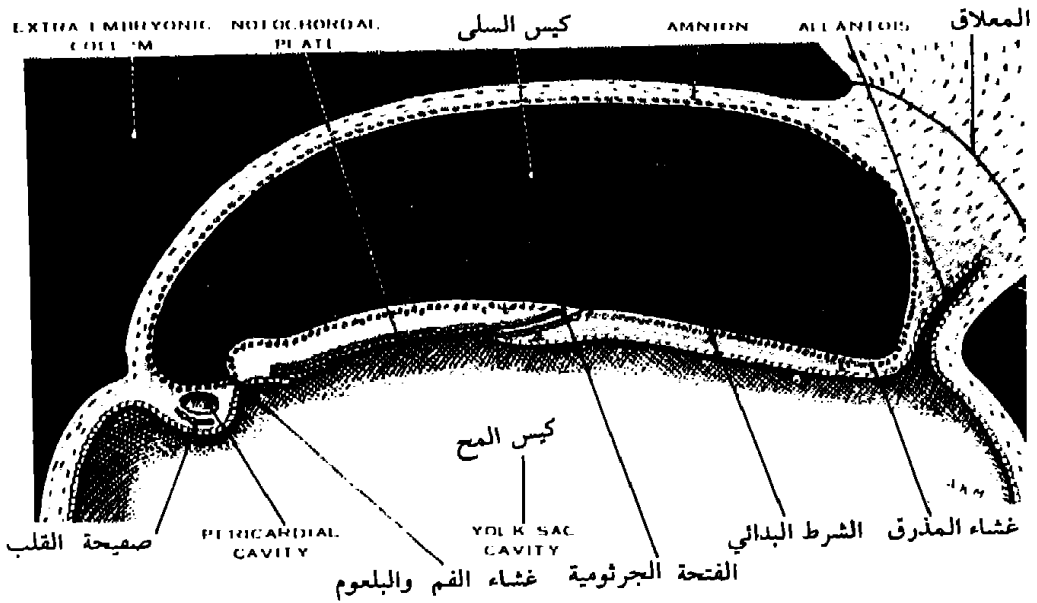 EXTRA EMBRYONIC
COELOM
NOTOCHORDAL
PLATE
كيس السلى
AMNION
ALLANTOIS
المعلاق
كيس المح
صفيحة القلب
PERICARDIAL
CAVITY
غشاء الفم والبلعوم
YOLK SAC
CAVITY
الفتحة الجرثومية
الشرط البدائي
غشاء المذرق